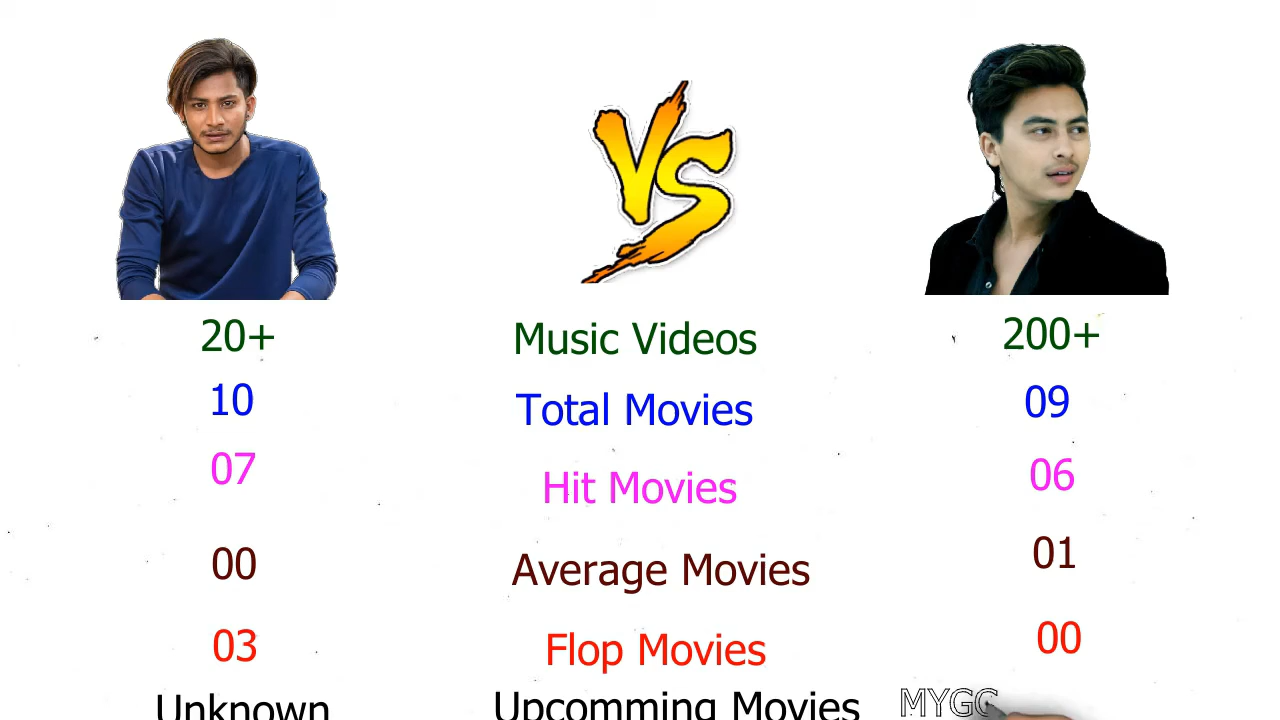 VS
20+ Music Videos 200+
10 Total Movies 09
07 Hit Movies 06
00 Average Movies 01
03 Flop Movies 00
Unknown Upcomming Movies